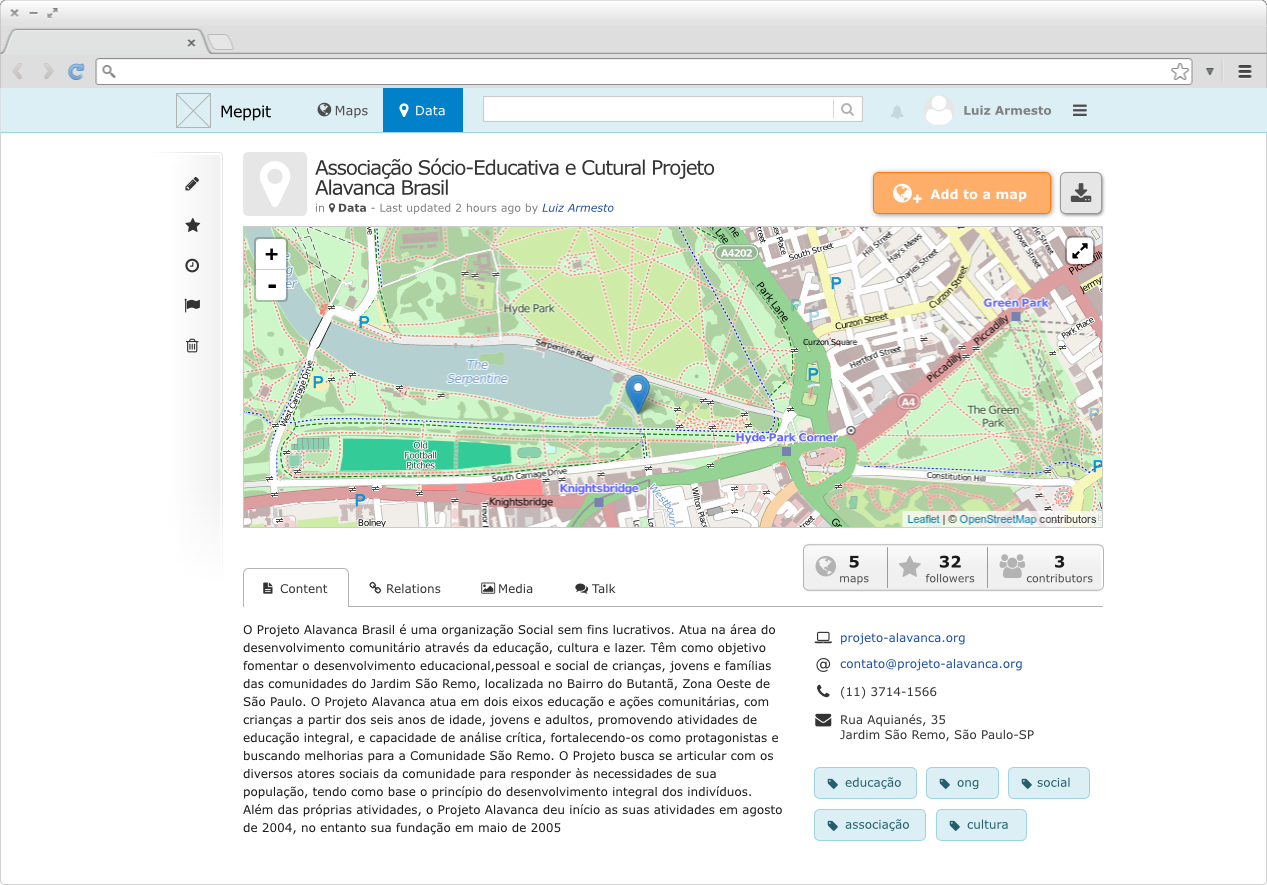 Meppit
Maps
Data
Luiz Armesto
Associação Sócio-Educativa e Cutural Projeto
Alavanca Brasil
in Data - Last updated 2 hours ago by Luiz Armesto
Add to a map
+
-
A4202
South Street
Hill Street
Hay's Mews
Charles Street
Dover Street
Park Lane
Curzon Street
Curzon Street
Green Park
Piccadilly
Park Place
Hyde Park
P
P
Serpentine Road
Curzon Square
Hertford Street
Piccadilly
The
Serpentine
P
P
West Carriage Drive
A4
The Green
Park
Hyde Park Corner
Old
Football
Pitches
P
South Carriage Drive
Constitution Hill
Knightsbridge
Knightsbridge
P
Bolney
Leaflet | © OpenStreetMap contributors
5
maps
32
followers
3
contributors
Content
Relations
Media
Talk
O Projeto Alavanca Brasil é uma organização Social sem fins lucrativos. Atua na área do
desenvolvimento comunitário através da educação, cultura e lazer. Têm como objetivo
fomentar o desenvolvimento educacional,pessoal e social de crianças, jovens e famílias
das comunidades do Jardim São Remo, localizada no Bairro do Butantã, Zona Oeste de
São Paulo. O Projeto Alavanca atua em dois eixos educação e ações comunitárias, com
crianças a partir dos seis anos de idade, jovens e adultos, promovendo atividades de
educação integral, e capacidade de análise crítica, fortalecendo-os como protagonistas e
buscando melhorias para a Comunidade São Remo. O Projeto busca se articular com os
diversos atores sociais da comunidade para responder às necessidades de sua
população, tendo como base o princípio do desenvolvimento integral dos indivíduos.
Além das próprias atividades, o Projeto Alavanca deu início as suas atividades em agosto
de 2004, no entanto sua fundação em maio de 2005
projeto-alavanca.org
@ contato@projeto-alavanca.org
(11) 3714-1566
Rua Aquianés, 35
Jardim São Remo, São Paulo-SP
educação
ong
social
associação
cultura